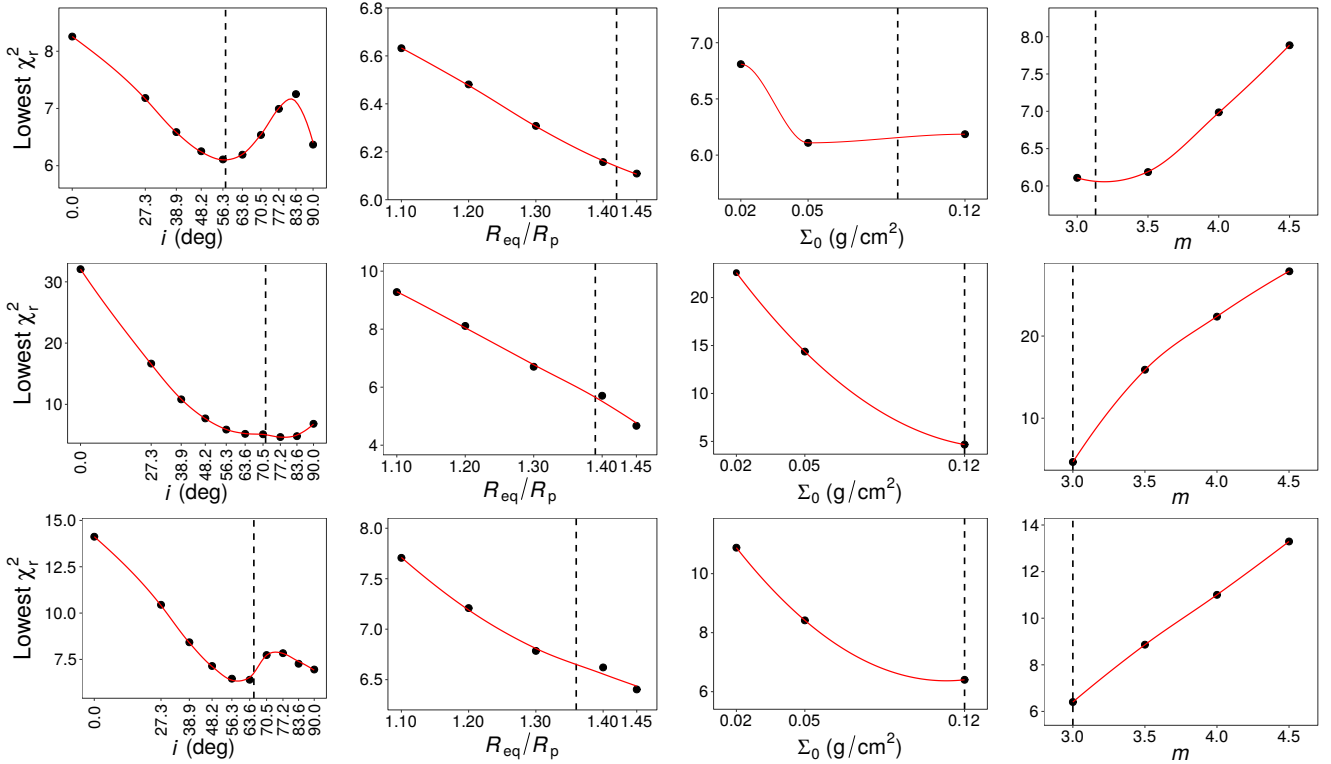 Lowest χ²ᵣ
8
7
6
0.0 27.3 38.9 48.2 56.3 63.6 70.5 77.2 83.6 90.0
i (deg)
6.8
6.6
6.4
6.2
6.0
1.10 1.20 1.30 1.40 1.45
R_eq/R_p
7.0
6.5
6.0
0.02 0.05 0.12
Σ₀ (g/cm²)
8.0
7.5
7.0
6.5
6.0
3.0 3.5 4.0 4.5
m
Lowest χ²ᵣ
30
20
10
0.0 27.3 38.9 48.2 56.3 63.6 70.5 77.2 83.6 90.0
i (deg)
10
8
6
4
1.10 1.20 1.30 1.40 1.45
R_eq/R_p
20
15
10
5
0.02 0.05 0.12
Σ₀ (g/cm²)
20
10
3.0 3.5 4.0 4.5
m
Lowest χ²ᵣ
15.0
12.5
10.0
7.5
0.0 27.3 38.9 48.2 56.3 63.6 70.5 77.2 83.6 90.0
i (deg)
8.0
7.5
7.0
6.5
1.10 1.20 1.30 1.40 1.45
R_eq/R_p
10
8
6
0.02 0.05 0.12
Σ₀ (g/cm²)
14
12
10
8
6
3.0 3.5 4.0 4.5
m